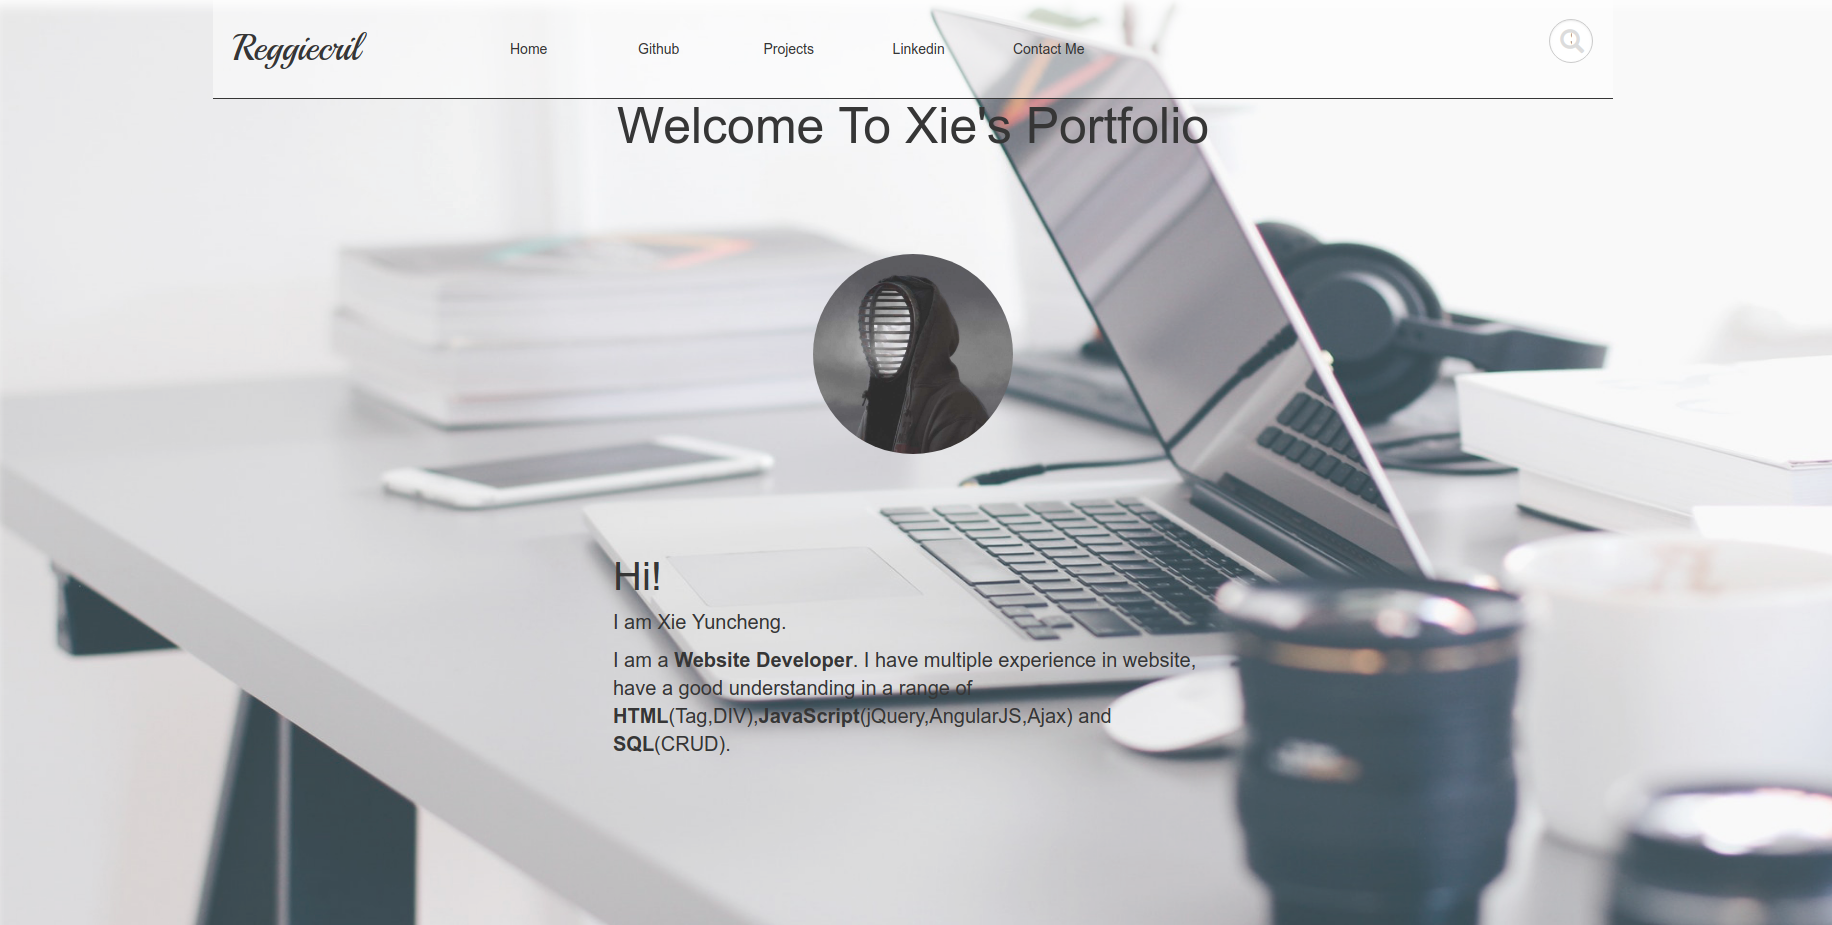 Reggiecril
Home Github Projects Linkedin Contact Me
Welcome To Xie's Portfolio
Hi!
I am Xie Yuncheng.
I am a Website Developer. I have multiple experience in website,
have a good understanding in a range of
HTML(Tag,DIV),JavaScript(jQuery,AngularJS,Ajax) and
SQL(CRUD).